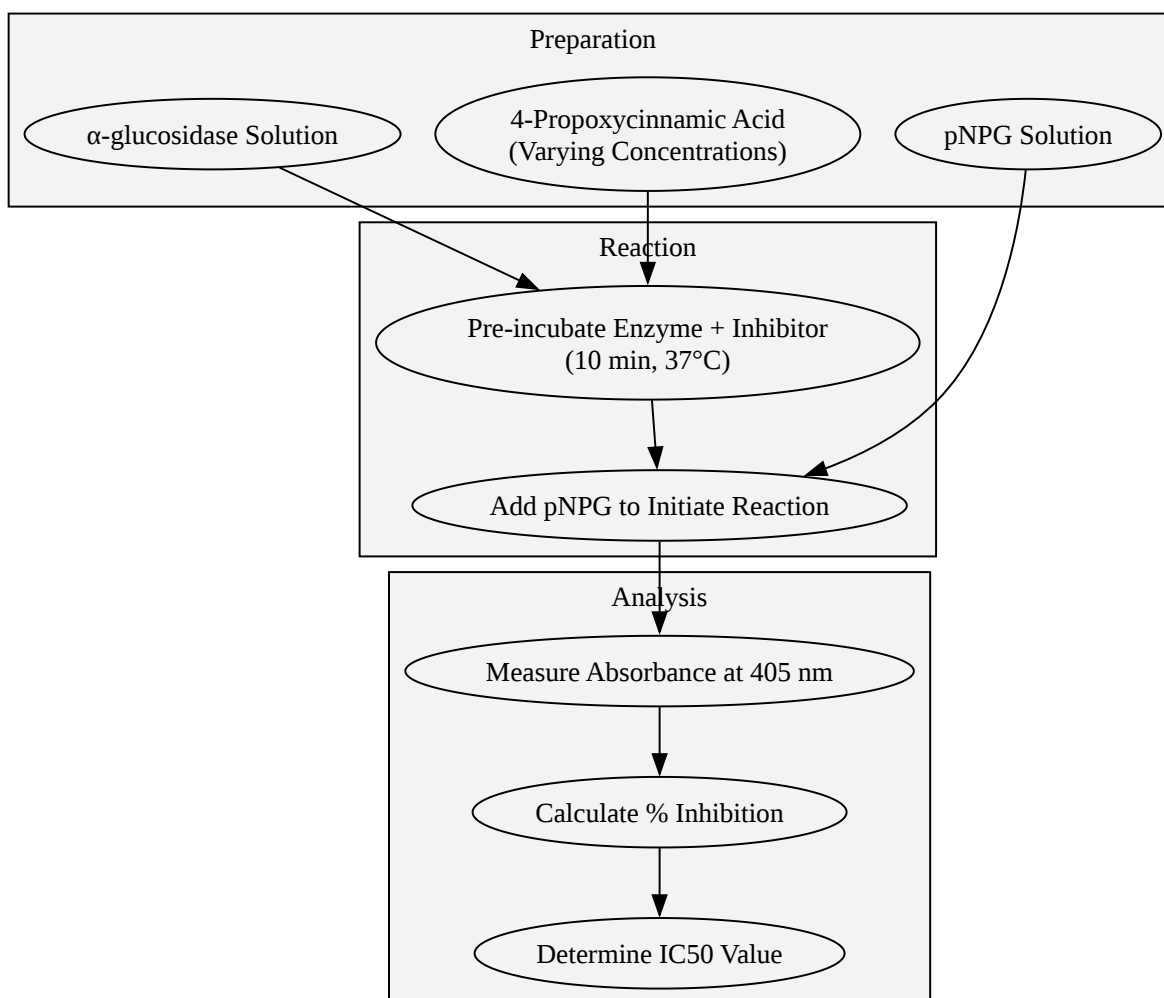 Preparation
α-glucosidase Solution
4-Propoxycinnamic Acid
(Varying Concentrations)
pNPG Solution
Reaction
Pre-incubate Enzyme + Inhibitor
(10 min, 37°C)
Add pNPG to Initiate Reaction
Analysis
Measure Absorbance at 405 nm
Calculate % Inhibition
Determine IC50 Value